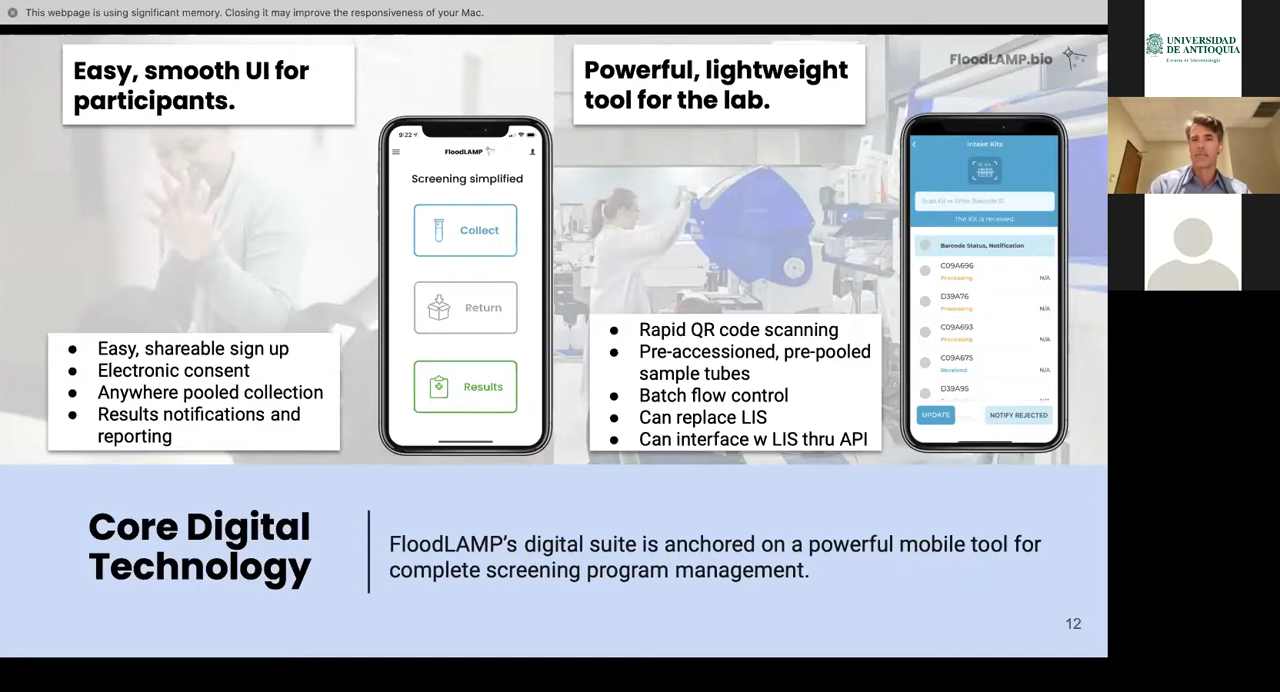 This webpage is using significant memory. Closing it may improve the responsiveness of your Mac.
Easy, smooth UI for
participants.
Powerful, lightweight
tool for the lab.
FloodLAMP.bio
9:22
FloodLAMP
Screening simplified
Collect
Return
Results
Intake Kits
Scan Kit or Enter Barcode ID
The Kit is received.
Barcode Status, Notification
C09A696
Processing N/A
D39A76
Processing N/A
C09A693
Processing N/A
C09A675
Received N/A
D39A95
UPDATE NOTIFY REJECTED
● Easy, shareable sign up
● Electronic consent
● Anywhere pooled collection
● Results notifications and
reporting
● Rapid QR code scanning
● Pre-accessioned, pre-pooled
sample tubes
● Batch flow control
● Can replace LIS
● Can interface w LIS thru API
Core Digital
Technology
FloodLAMP’s digital suite is anchored on a powerful mobile tool for
complete screening program management.
12
UNIVERSIDAD
DE ANTIOQUIA
Escuela de Microbiología